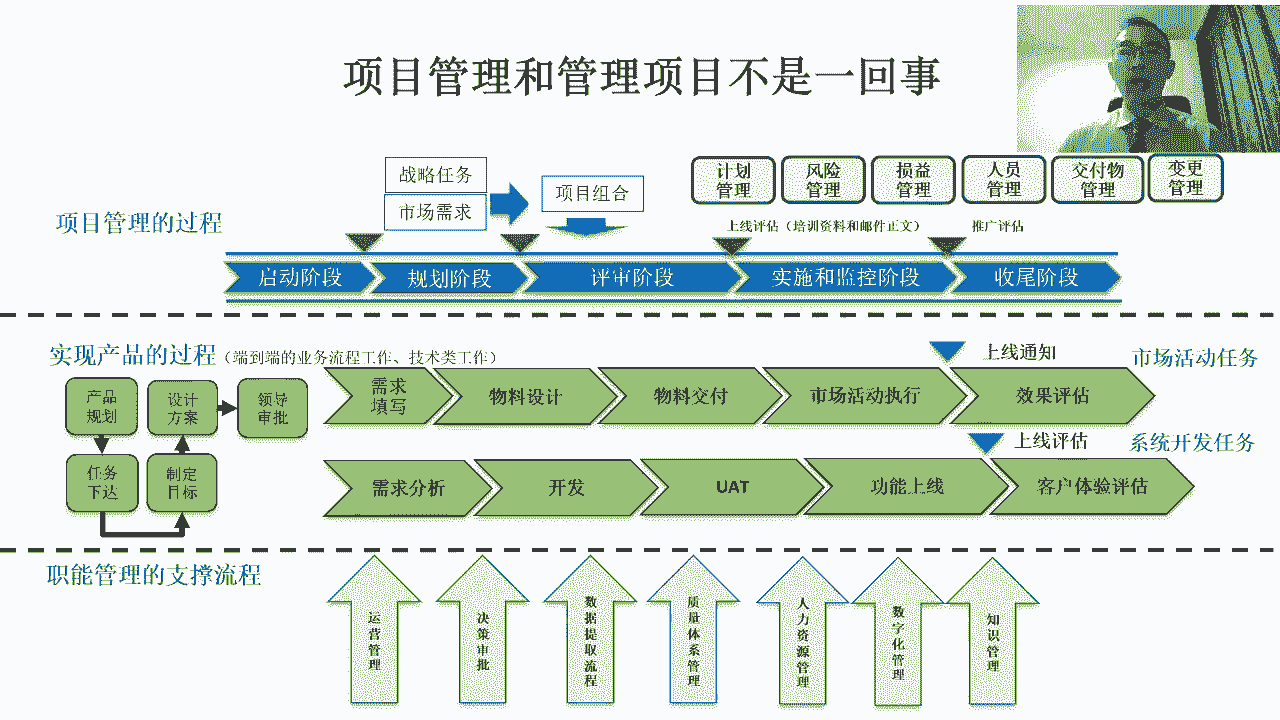 项目管理和管理项目不是一回事
战略任务
市场需求
项目组合
计划
管理
风险
管理
损益
管理
人员
管理
交付物
管理
变更
管理
项目管理的过程
上线评估（培训资料和邮件正文）
推广评估
启动阶段
规划阶段
评审阶段
实施和监控阶段
收尾阶段
实现产品的过程（端到端的业务流程工作、技术类工作）
上线通知
市场活动任务
产品
规划
设计
方案
领导
审批
任务
下达
制定
目标
需求
填写
物料设计
物料交付
市场活动执行
效果评估
上线评估
系统开发任务
需求分析
开发
UAT
功能上线
客户体验评估
职能管理的支撑流程
运营管理
决策审批
数据提取流程
质量体系管理
人力资源管理
数字化管理
知识管理